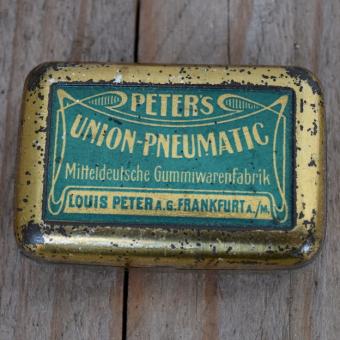 PETERS
UNION-PNEUMATIC
Mitteldeutsche Gummiwarenfabrik
LOUIS PETER A.G. FRANKFURT A./M.